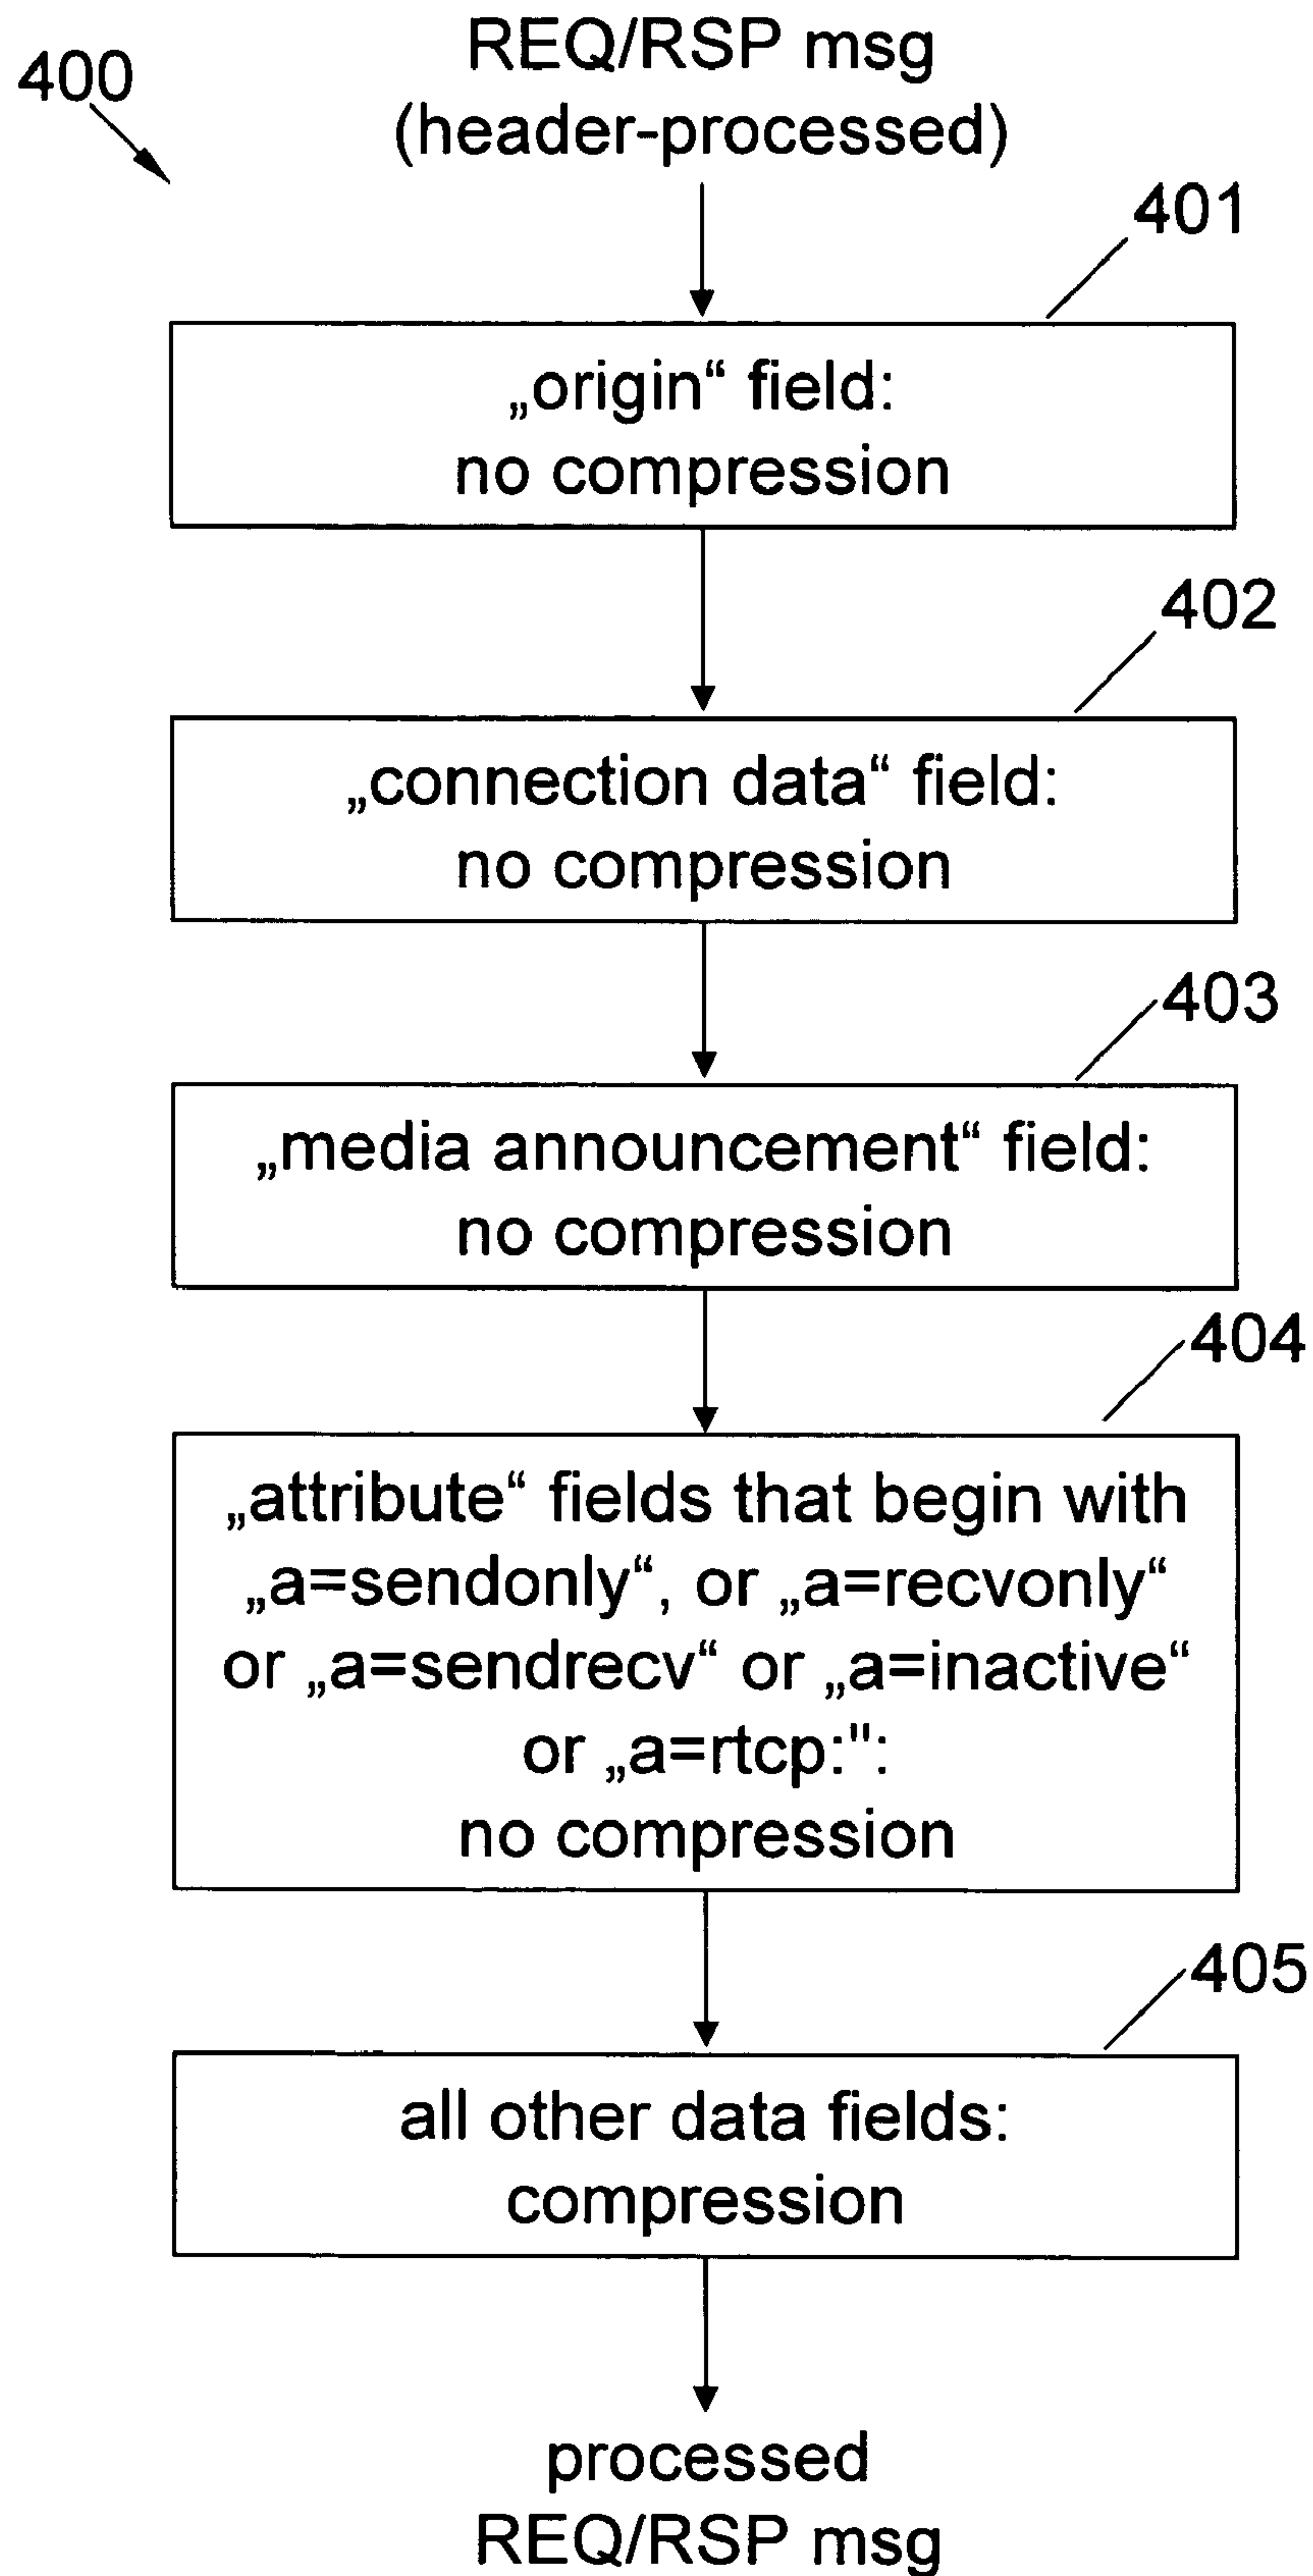 REQ/RSP msg
400
(header-processed)
401
„origin“ field:
no compression
402
„connection data“ field:
no compression
403
„media announcement“ field:
no compression
404
„attribute“ fields that begin with
„a=sendonly“, or „a=recvonly“
or „a=sendrecv“ or „a=inactive“
or „a=rtcp:":
no compression
405
all other data fields:
compression
processed
REQ/RSP msg